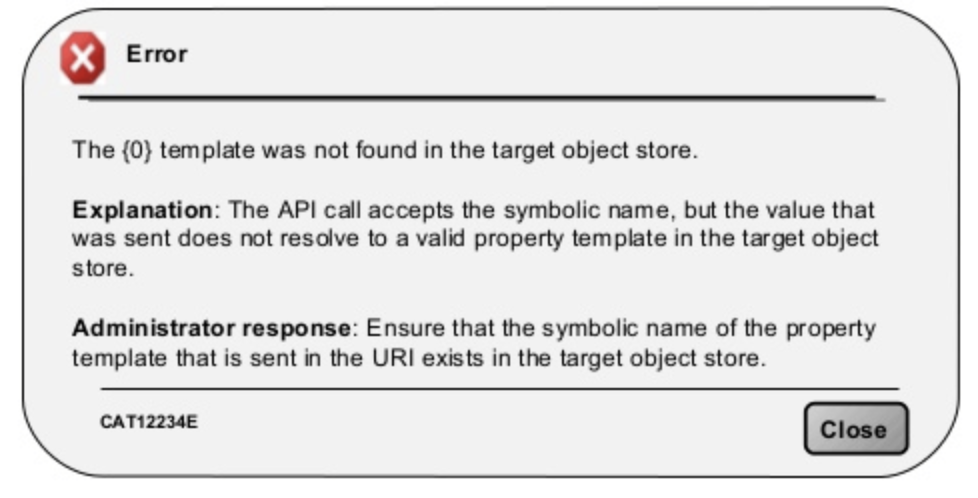 Error
The {0} template was not found in the target object store.
Explanation: The API call accepts the symbolic name, but the value that
was sent does not resolve to a valid property template in the target object
store.
Administrator response: Ensure that the symbolic name of the property
template that is sent in the URI exists in the target object store.
CAT12234E
Close